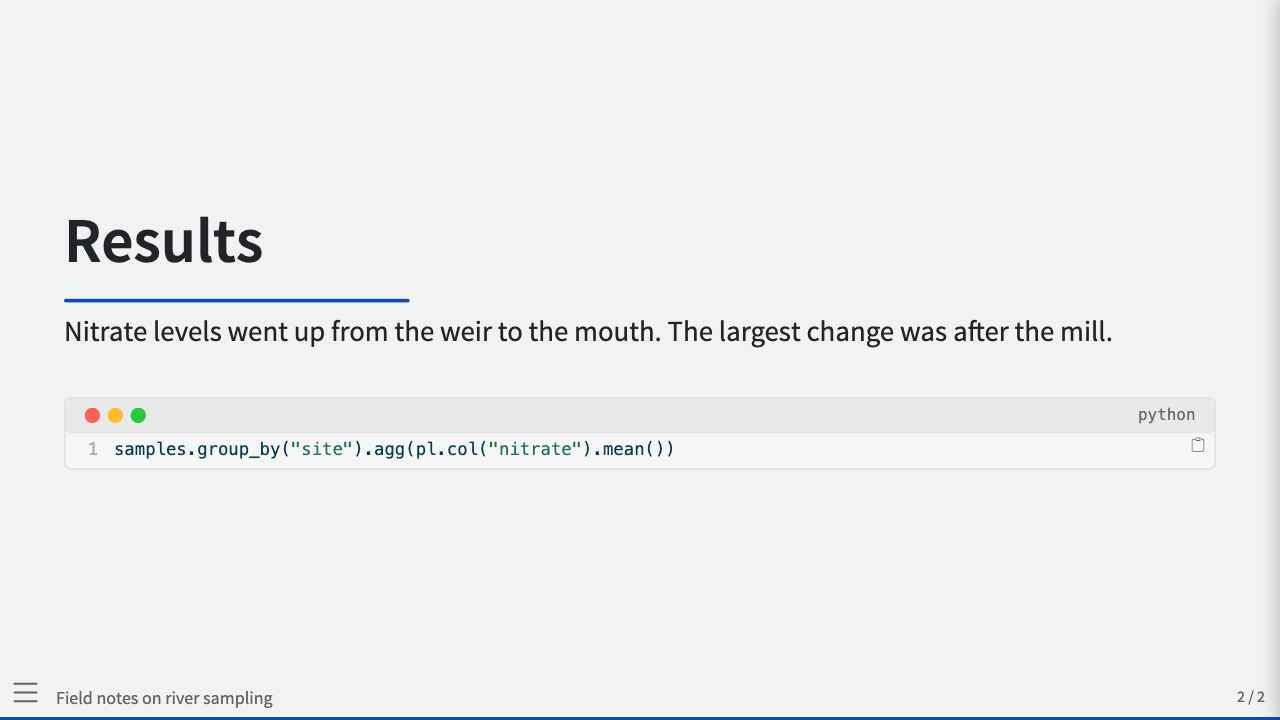 Results
Nitrate levels went up from the weir to the mouth. The largest change was after the mill.
python
1 samples.group_by("site").agg(pl.col("nitrate").mean())
Field notes on river sampling
2 / 2